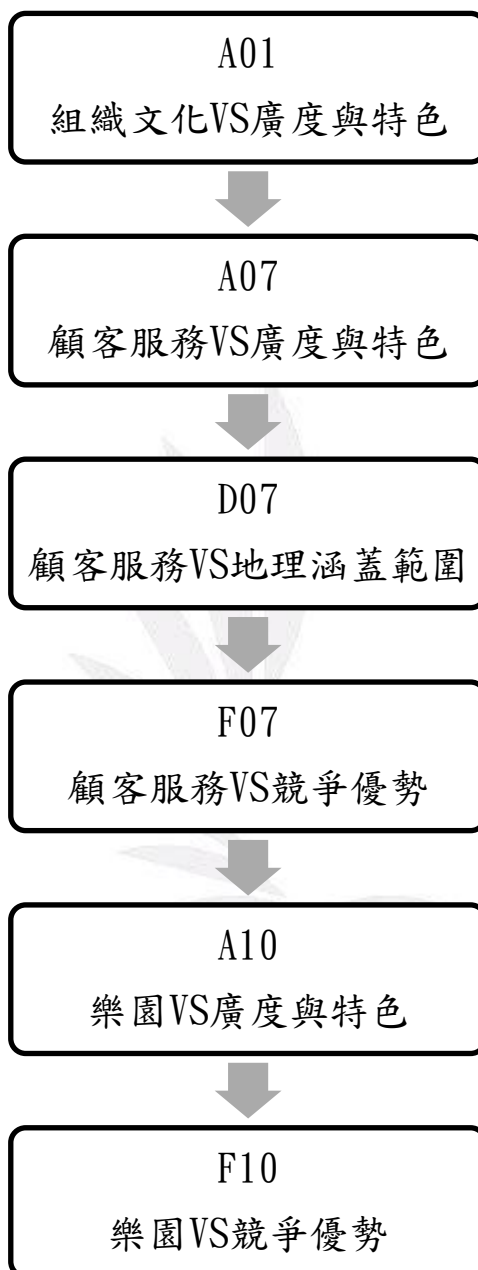 A01
組織文化VS廣度與特色
A07
顧客服務VS廣度與特色
D07
顧客服務VS地理涵蓋範圍
F07
顧客服務VS競爭優勢
A10
樂園VS廣度與特色
F10
樂園VS競爭優勢